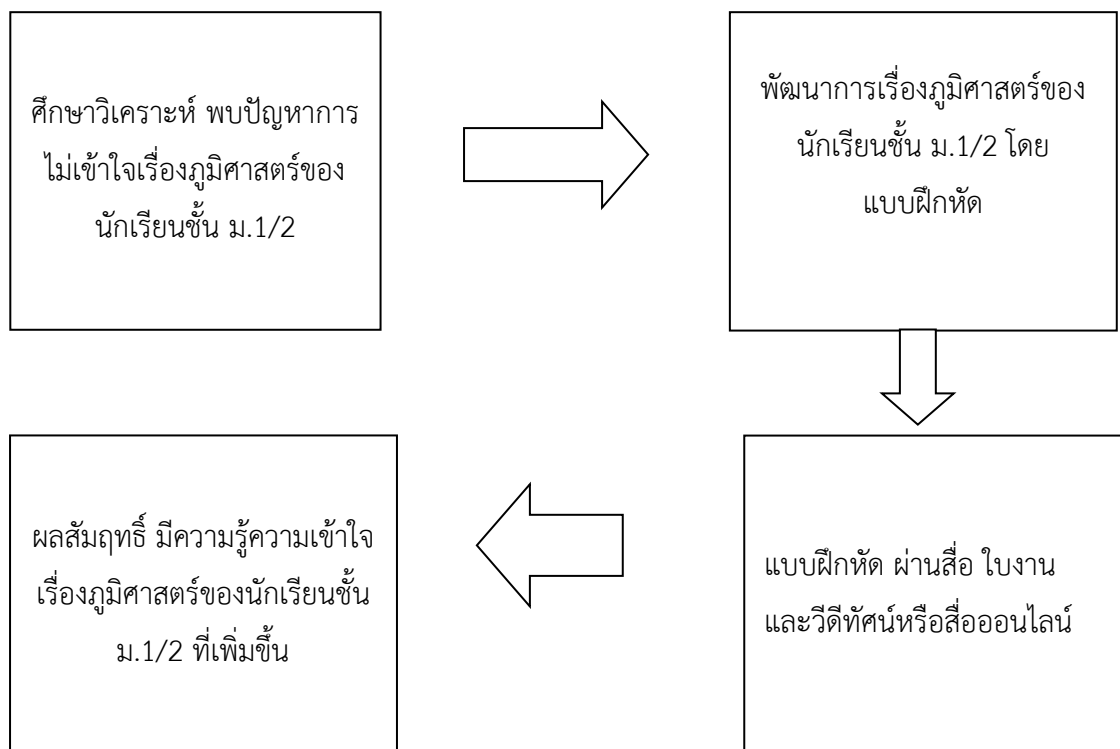 ศึกษาวิเคราะห์ พบปัญหาการ
ไม่เข้าใจเรื่องภูมิศาสตร์ของ
นักเรียนชั้น ม.1/2
พัฒนาการเรื่องภูมิศาสตร์ของ
นักเรียนชั้น ม.1/2 โดย
แบบฝึกหัด
แบบฝึกหัด ผ่านสื่อ ใบงาน
และวีดีทัศน์หรือสื่อออนไลน์
ผลสัมฤทธิ์ มีความรู้ความเข้าใจ
เรื่องภูมิศาสตร์ของนักเรียนชั้น
ม.1/2 ที่เพิ่มขึ้น